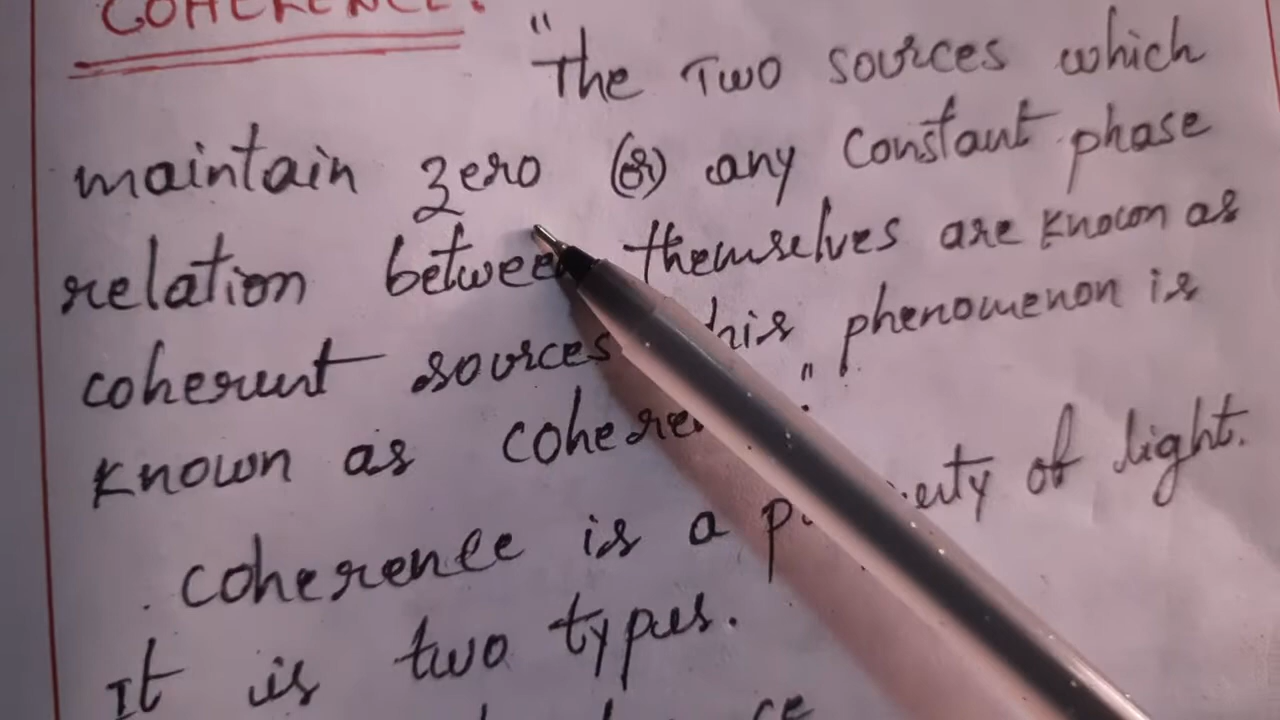 COHERENCE:
"The Two sources which
maintain zero (or) any constant phase
relation between themselves are known as
coherent sources this phenomenon is
known as "
coherence is a of light.
It is two types.